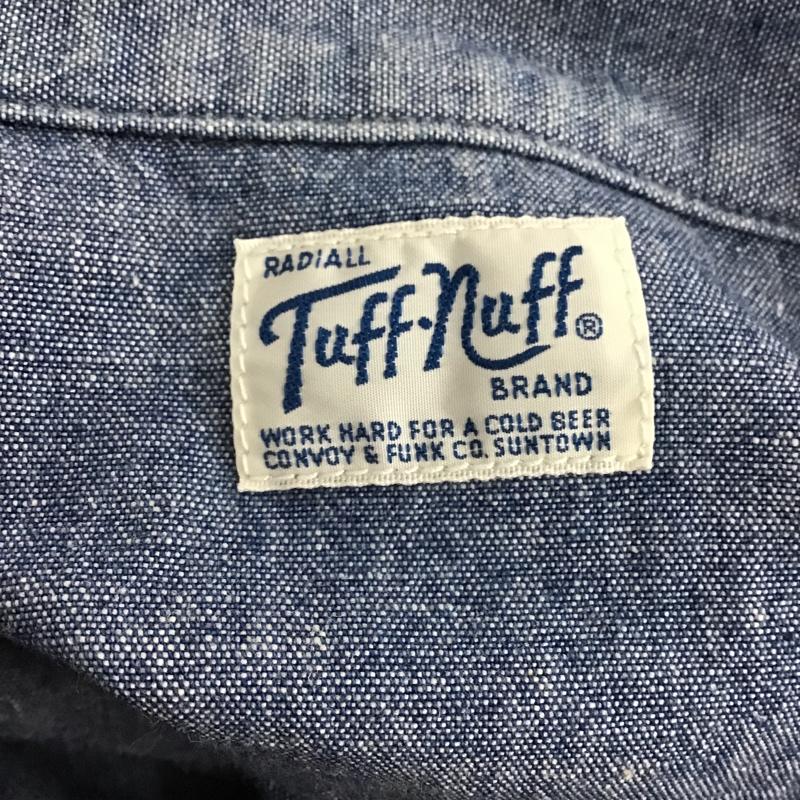 RADIALL
Tuff-Nuff®
BRAND
WORK HARD FOR A COLD BEER
CONVOY & FUNK CO. SUNTOWN